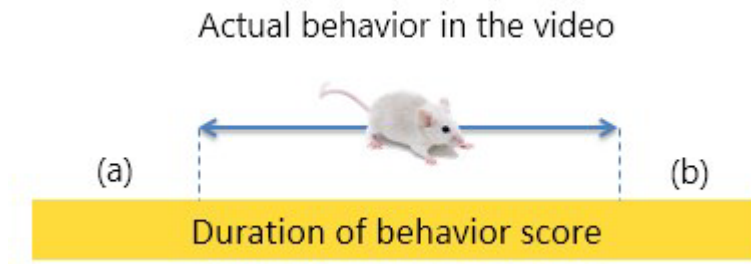 Actual behavior in the video
(a)
(b)
Duration of behavior score